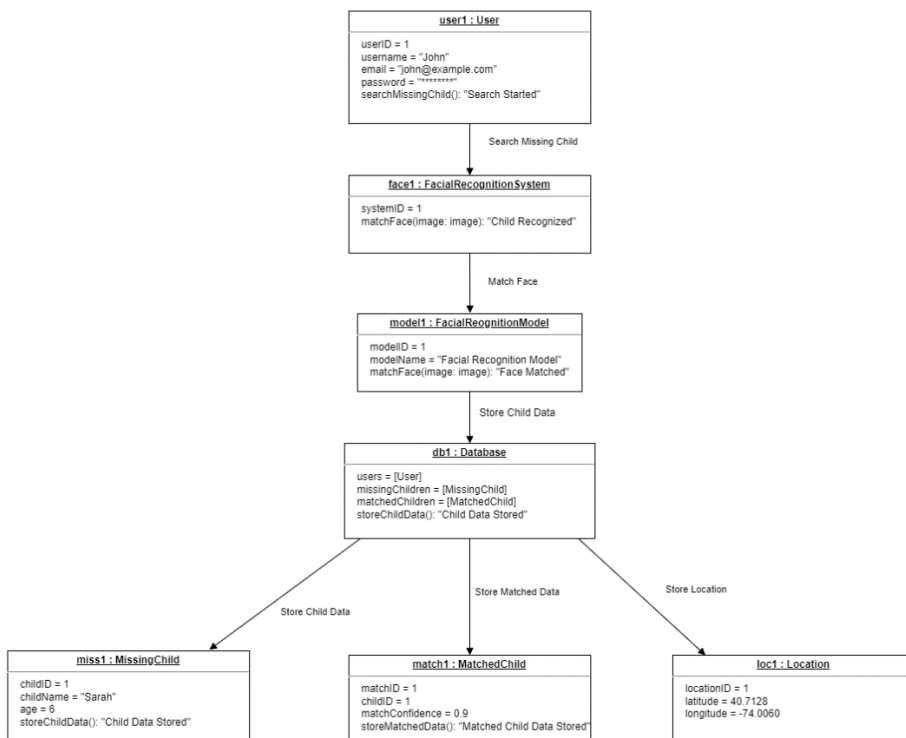 user1 : User
userID = 1
username = "John"
email = "john@example.com"
password = "********"
searchMissingChild(): "Search Started"
Search Missing Child
face1 : FacialRecognitionSystem
systemID = 1
matchFace(image: image): "Child Recognized"
Match Face
model1 : FacialReognitionModel
modelID = 1
modelName = "Facial Recognition Model"
matchFace(image: image): "Face Matched"
Store Child Data
db1 : Database
users = [User]
missingChildren = [MissingChild]
matchedChildren = [MatchedChild]
storeChildData(): "Child Data Stored"
Store Child Data
Store Matched Data
Store Location
miss1 : MissingChild
childID = 1
childName = "Sarah"
age = 6
storeChildData(): "Child Data Stored"
match1 : MatchedChild
matchID = 1
childID = 1
matchConfidence = 0.9
storeMatchedData(): "Matched Child Data Stored"
loc1 : Location
locationID = 1
latitude = 40.7128
longitude = -74.0060